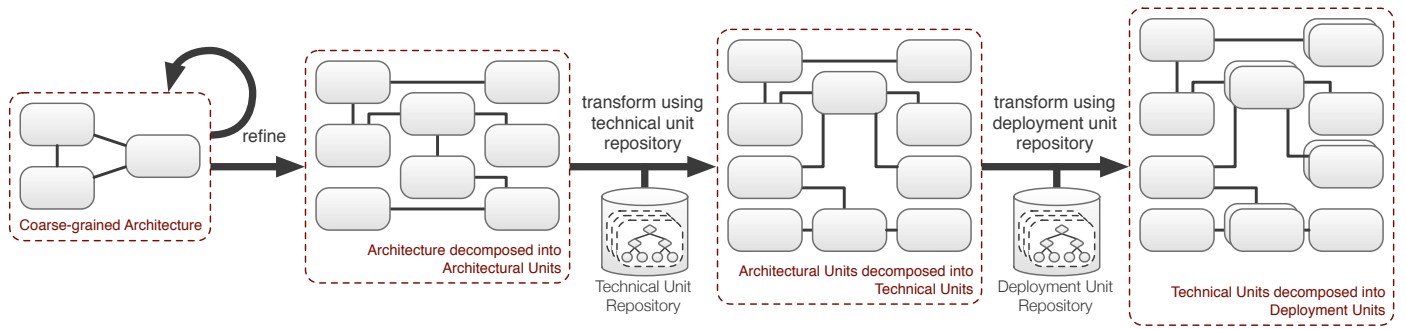 Coarse-grained Architecture
refine
Architecture decomposed into
Architectural Units
transform using
technical unit
repository
Technical Unit
Repository
Architectural Units decomposed into
Technical Units
transform using
deployment unit
repository
Deployment Unit
Repository
Technical Units decomposed into
Deployment Units